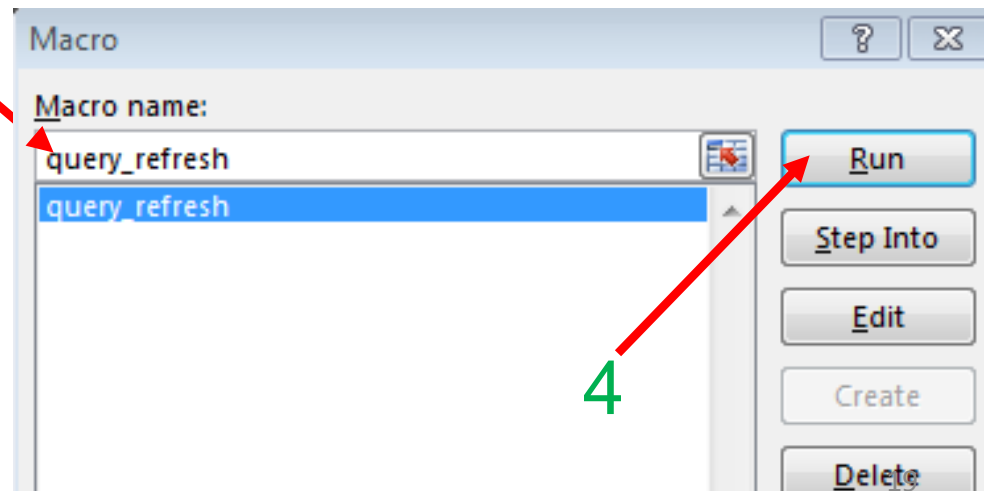 Macro
?
Macro name:
query_refresh
Run
query_refresh
Step Into
Edit
4
Create
Delete